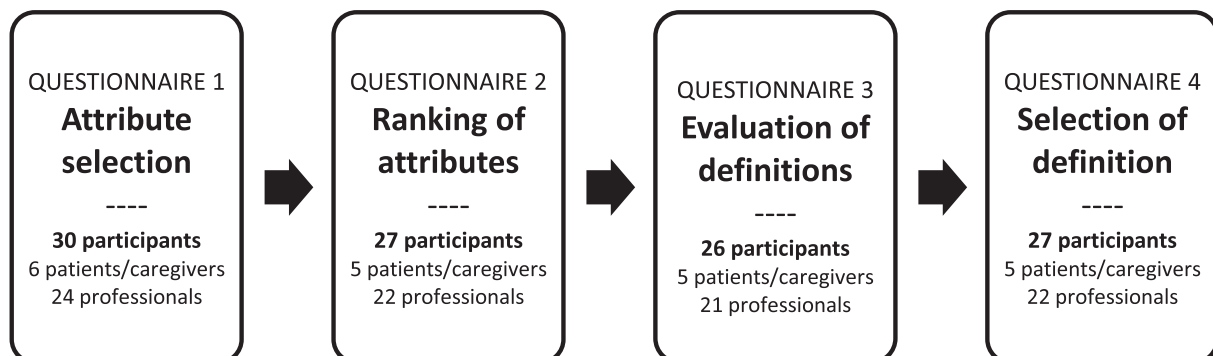 QUESTIONNAIRE 1
Attribute
selection
----
30 participants
6 patients/caregivers
24 professionals
QUESTIONNAIRE 2
Ranking of
attributes
----
27 participants
5 patients/caregivers
22 professionals
QUESTIONNAIRE 3
Evaluation of
definitions
----
26 participants
5 patients/caregivers
21 professionals
QUESTIONNAIRE 4
Selection of
definition
----
27 participants
5 patients/caregivers
22 professionals